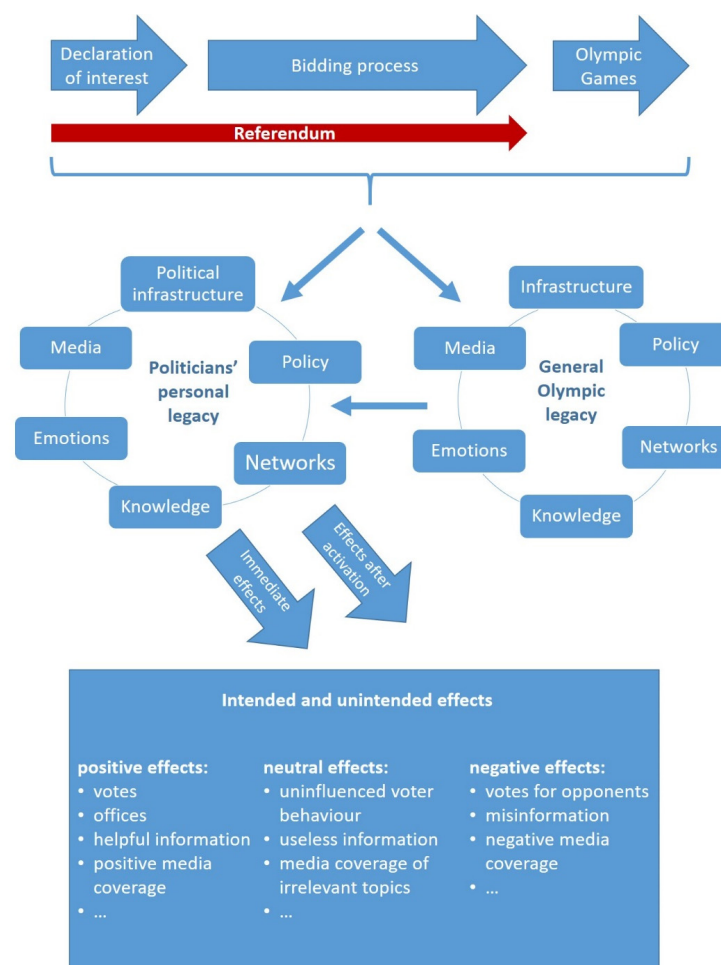 Declaration
of interest
Bidding process
Olympic
Games
Referendum
Political
infrastructure
Media
Policy
Politicians’
personal
legacy
Emotions
Networks
Knowledge
Infrastructure
Media
Policy
General
Olympic
legacy
Emotions
Networks
Knowledge
Immediate
effects
Effects after
activation
Intended and unintended effects
positive effects:
• votes
• offices
• helpful information
• positive media
coverage
• ...
neutral effects:
• uninfluenced voter
behaviour
• useless information
• media coverage of
irrelevant topics
• ...
negative effects:
• votes for opponents
• misinformation
• negative media
coverage
• ...